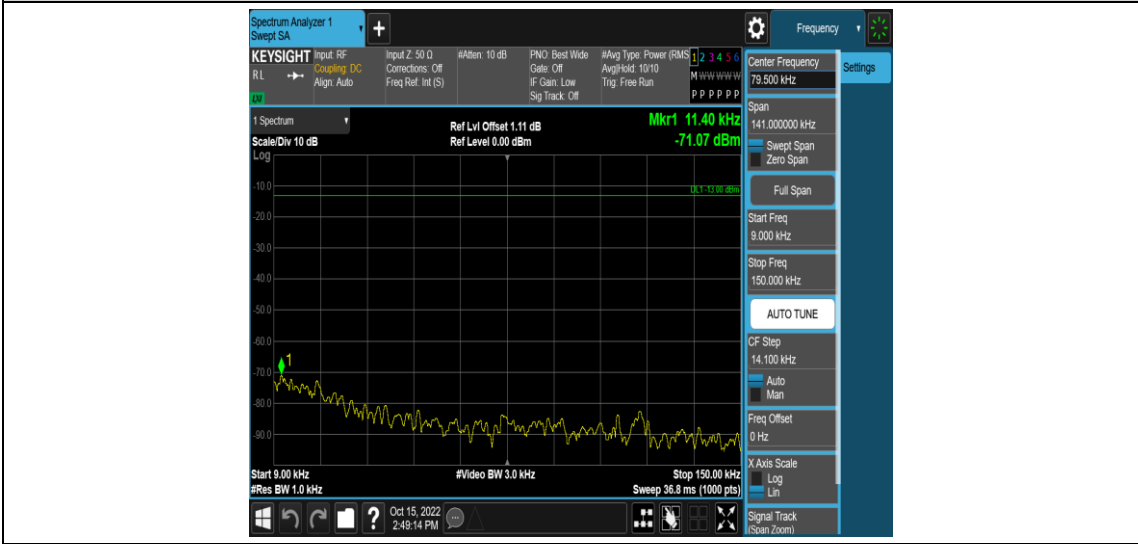 Spectrum Analyzer 1
Swept SA
+
Frequency
KEYSIGHT
RL
Input: RF
Coupling: DC
Align: Auto
Input Z: 50 Ω
Corrections: Off
Freq Ref: Int (S)
#Atten: 10 dB
PNO: Best Wide
Gate: Off
IF Gain: Low
Sig Track: Off
#Avg Type: Power (RMS
Avg|Hold: 10/10
Trig: Free Run
1 2 3 4 5 6
M W W W W W
P P P P P P
LXI
1 Spectrum
Scale/Div 10 dB
Log
Ref Lvl Offset 1.11 dB
Ref Level 0.00 dBm
Mkr1 11.40 kHz
-71.07 dBm
DL1 -13.00 dBm
-10.0
-20.0
-30.0
-40.0
-50.0
-60.0
-70.0
-80.0
-90.0
1
Start 9.00 kHz
#Res BW 1.0 kHz
#Video BW 3.0 kHz
Stop 150.00 kHz
Sweep 36.8 ms (1000 pts)
?
Oct 15, 2022
2:49:14 PM
Center Frequency
79.500 kHz
Span
141.000000 kHz
Swept Span
Zero Span
Full Span
Start Freq
9.000 kHz
Stop Freq
150.000 kHz
AUTO TUNE
CF Step
14.100 kHz
Auto
Man
Freq Offset
0 Hz
X Axis Scale
Log
Lin
Signal Track
(Span Zoom)
Settings